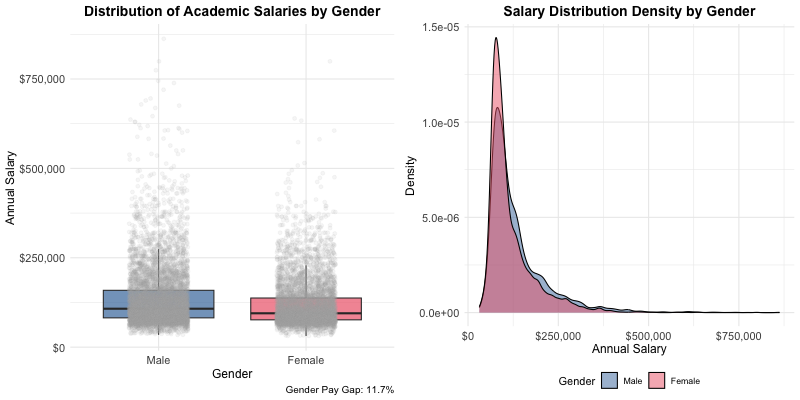 Distribution of Academic Salaries by Gender
$750,000
$500,000
$250,000
$0
Annual Salary
Male Female
Gender
Gender Pay Gap: 11.7%
Salary Distribution Density by Gender
1.5e-05
1.0e-05
5.0e-06
0.0e+00
Density
$0 $250,000 $500,000 $750,000
Annual Salary
Gender Male Female